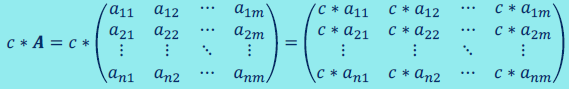 c * A = c * ( a11 a12 ⋯ a1m ) = ( c * a11 c * a12 ⋯ c * a1m )
( a21 a22 ⋯ a2m ) ( c * a21 c * a22 ⋯ c * a2m )
( ⋮ ⋮ ⋱ ⋮ ) ( ⋮ ⋮ ⋱ ⋮ )
( an1 an2 ⋯ anm ) ( c * an1 c * an2 ⋯ c * anm )